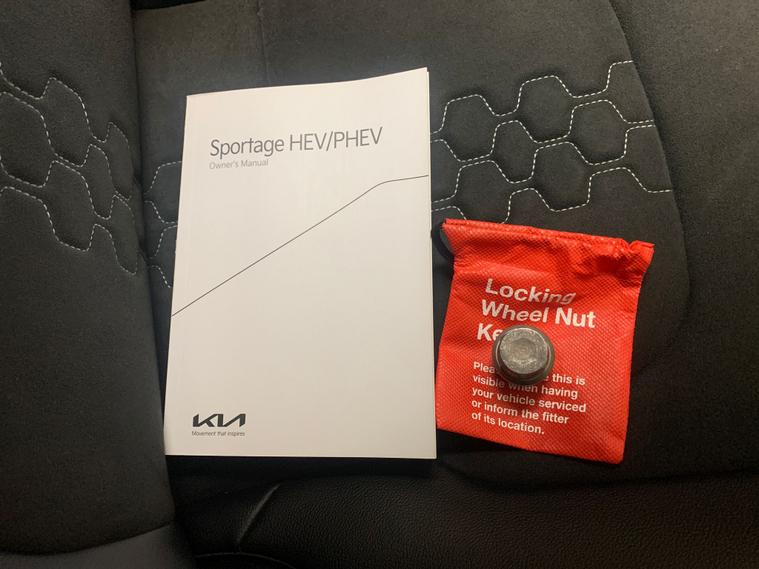 Sportage HEV/PHEV
Owner's Manual
KIA
Movement that inspires
Locking
Wheel Nut
Ke
Plea e this is
visible when having
your vehicle serviced
or inform the fitter
of its location.